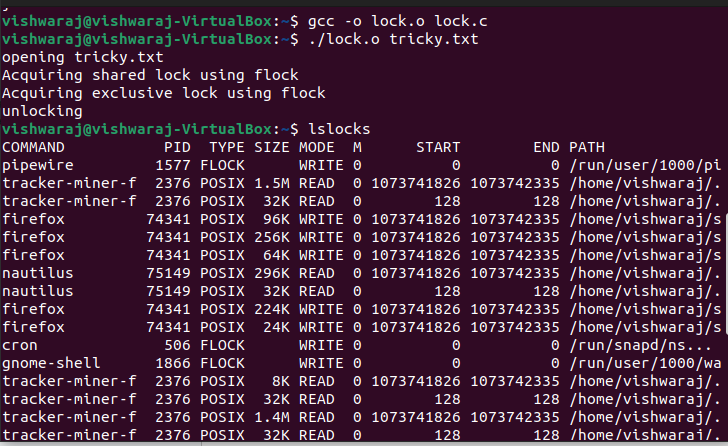 vishwaraj@vishwaraj-VirtualBox:~$ gcc -o lock.o lock.c
vishwaraj@vishwaraj-VirtualBox:~$ ./lock.o tricky.txt
opening tricky.txt
Acquiring shared lock using flock
Acquiring exclusive lock using flock
unlocking
vishwaraj@vishwaraj-VirtualBox:~$ lslocks
COMMAND PID TYPE SIZE MODE M START END PATH
pipewire 1577 FLOCK WRITE 0 0 0 /run/user/1000/pi
tracker-miner-f 2376 POSIX 1.5M READ 0 1073741826 1073742335 /home/vishwaraj/.
tracker-miner-f 2376 POSIX 32K READ 0 128 128 /home/vishwaraj/.
firefox 74341 POSIX 96K WRITE 0 1073741826 1073742335 /home/vishwaraj/s
firefox 74341 POSIX 256K WRITE 0 1073741826 1073742335 /home/vishwaraj/s
firefox 74341 POSIX 64K WRITE 0 1073741826 1073742335 /home/vishwaraj/s
nautilus 75149 POSIX 296K READ 0 1073741826 1073742335 /home/vishwaraj/.
nautilus 75149 POSIX 32K READ 0 128 128 /home/vishwaraj/.
firefox 74341 POSIX 224K WRITE 0 1073741826 1073742335 /home/vishwaraj/s
firefox 74341 POSIX 24K WRITE 0 1073741826 1073742335 /home/vishwaraj/s
cron 506 FLOCK WRITE 0 0 0 /run/snapd/ns...
gnome-shell 1866 FLOCK WRITE 0 0 0 /run/user/1000/wa
tracker-miner-f 2376 POSIX 8K READ 0 1073741826 1073742335 /home/vishwaraj/.
tracker-miner-f 2376 POSIX 32K READ 0 128 128 /home/vishwaraj/.
tracker-miner-f 2376 POSIX 1.4M READ 0 1073741826 1073742335 /home/vishwaraj/.
tracker-miner-f 2376 POSIX 32K READ 0 128 128 /home/vishwaraj/.